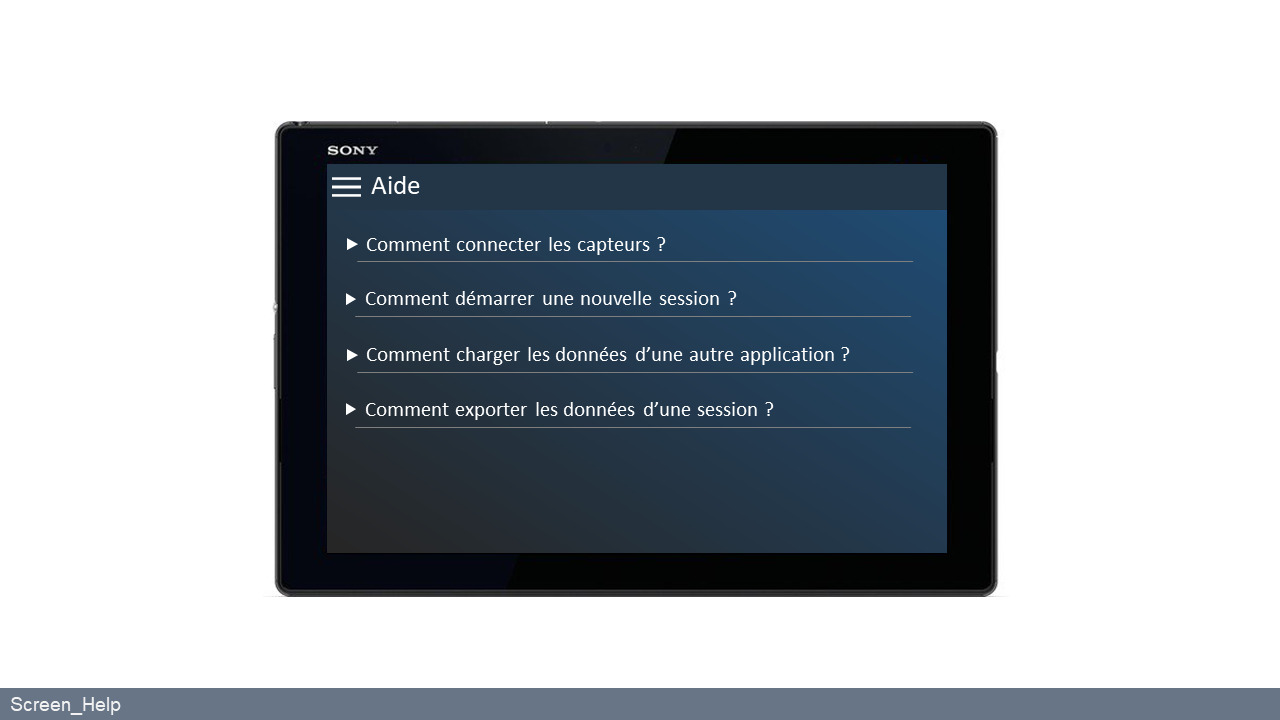 SONY
Aide
Comment connecter les capteurs ?
Comment démarrer une nouvelle session ?
Comment charger les données d’une autre application ?
Comment exporter les données d’une session ?
Screen_Help